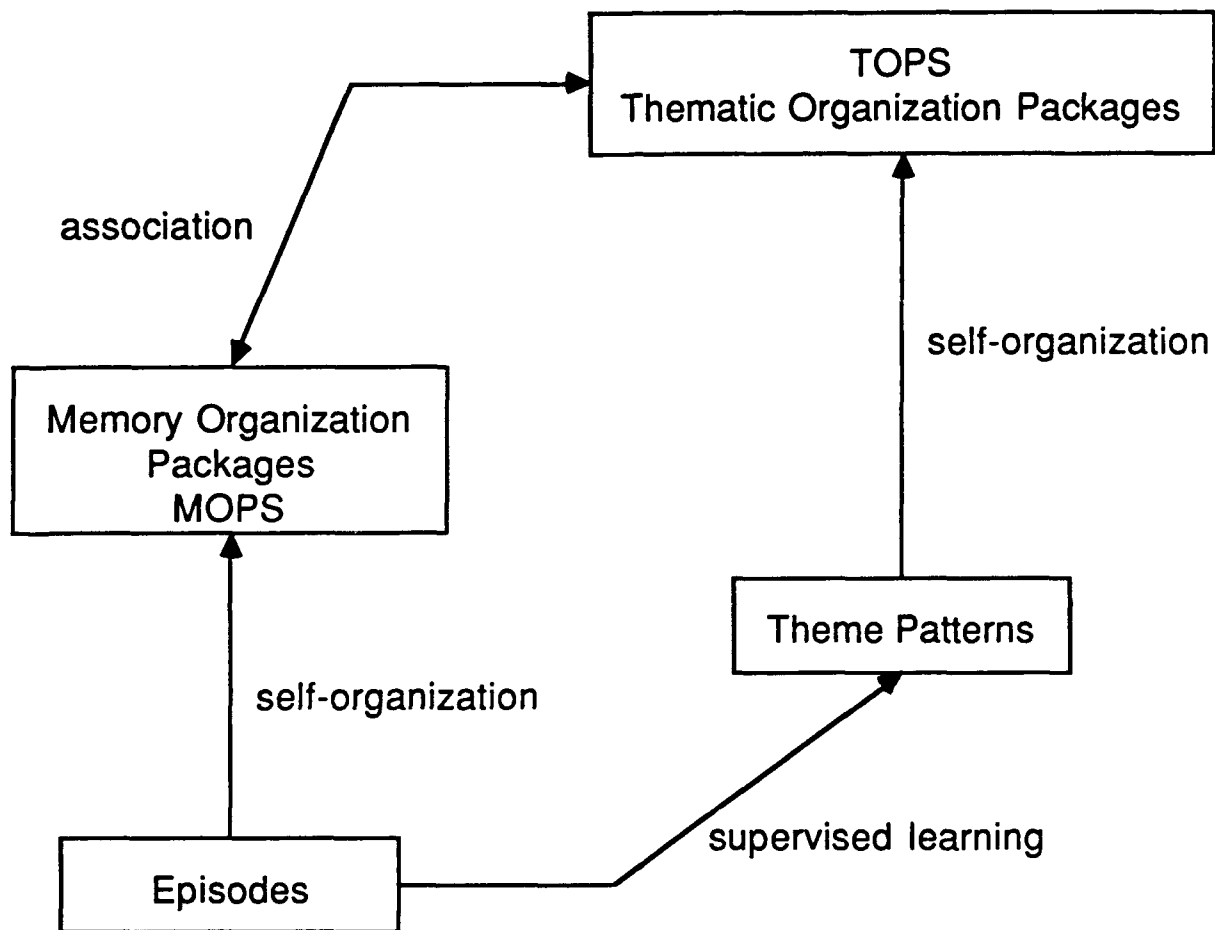 TOPS
Thematic Organization Packages
association
self-organization
Memory Organization
Packages
MOPS
Theme Patterns
self-organization
supervised learning
Episodes